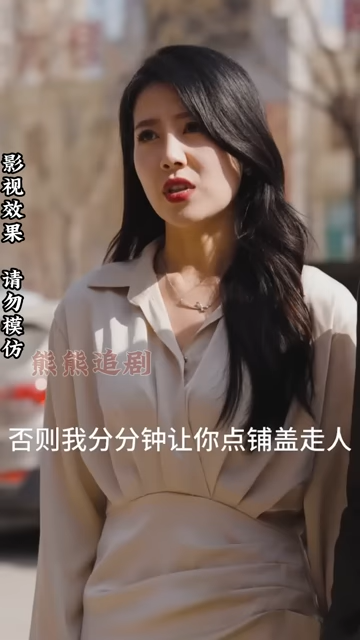 影视效果 请勿模仿
熊熊追剧
否则我分分钟让你点铺盖走人